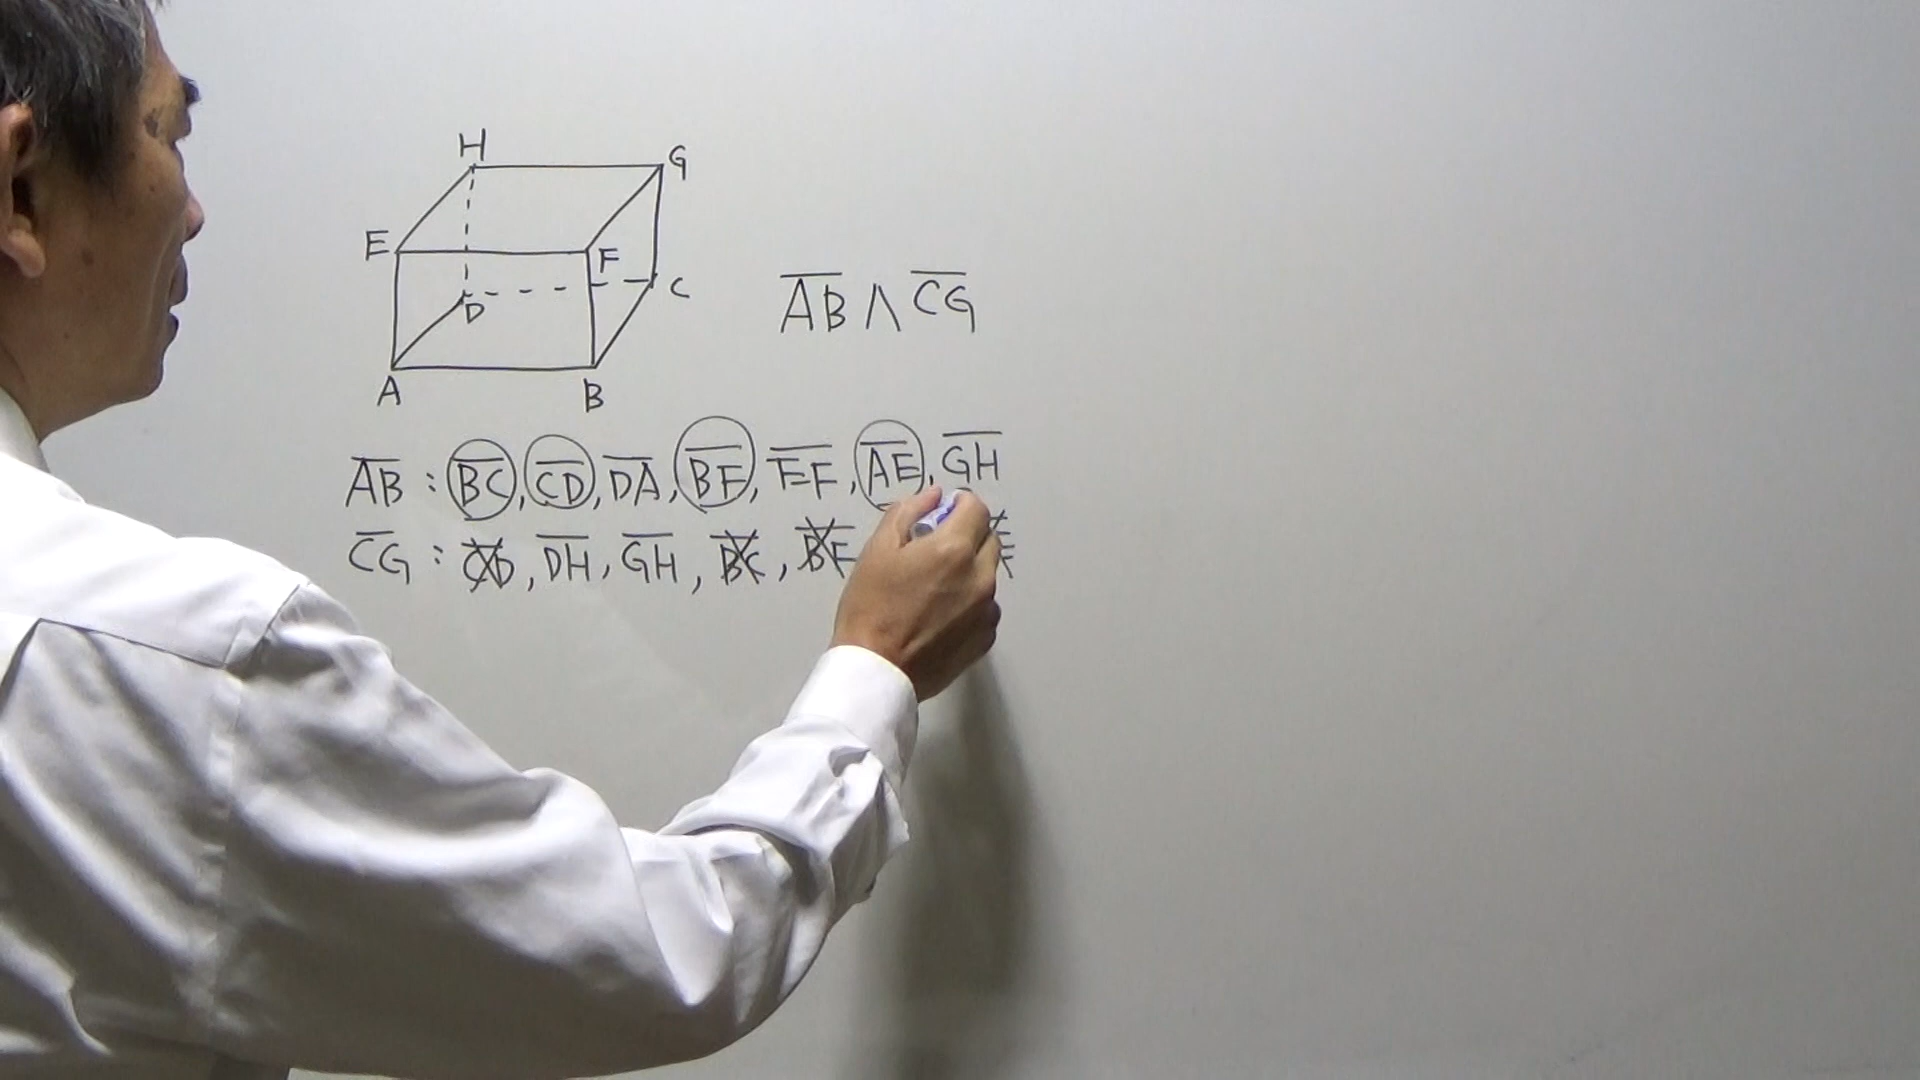 H
G
E
F
D
C
A
B
AB ∧ CG
AB : BC, CD, DA, BF, EF, AE, GH
CG : CD, DH, GH, BC, BF